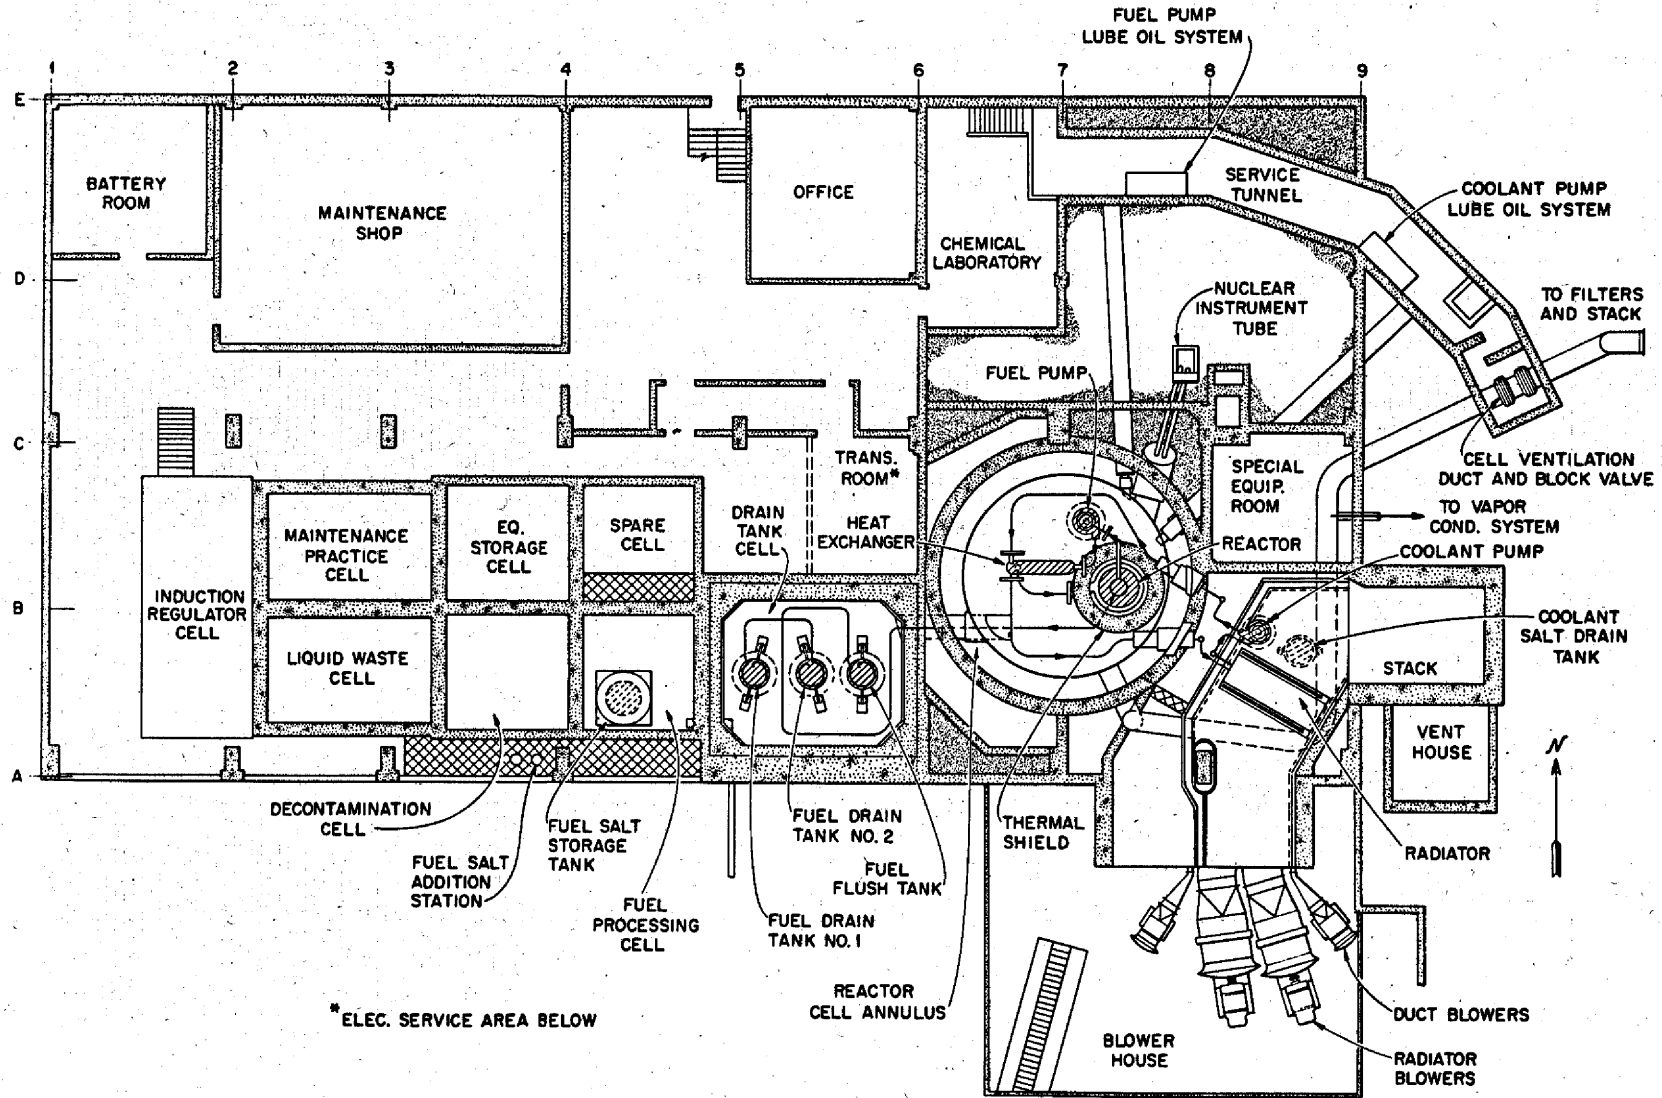 FUEL PUMP
LUBE OIL SYSTEM
1
2
3
4
5
6
7
8
9
E
D
C
B
A
BATTERY
ROOM
MAINTENANCE
SHOP
OFFICE
CHEMICAL
LABORATORY
SERVICE
TUNNEL
COOLANT PUMP
LUBE OIL SYSTEM
NUCLEAR
INSTRUMENT
TUBE
TO FILTERS
AND STACK
FUEL PUMP
TRANS.
ROOM*
SPECIAL
EQUIP.
ROOM
CELL VENTILATION
DUCT AND BLOCK VALVE
TO VAPOR
COND. SYSTEM
MAINTENANCE
PRACTICE
CELL
EQ.
STORAGE
CELL
SPARE
CELL
DRAIN
TANK
CELL
HEAT
EXCHANGER
REACTOR
COOLANT PUMP
INDUCTION
REGULATOR
CELL
LIQUID WASTE
CELL
COOLANT
SALT DRAIN
TANK
STACK
VENT
HOUSE
N
DECONTAMINATION
CELL
FUEL SALT
STORAGE
TANK
FUEL DRAIN
TANK NO. 2
THERMAL
SHIELD
RADIATOR
FUEL SALT
ADDITION
STATION
FUEL
FLUSH TANK
FUEL
PROCESSING
CELL
FUEL DRAIN
TANK NO. 1
REACTOR
CELL ANNULUS
DUCT BLOWERS
*ELEC. SERVICE AREA BELOW
BLOWER
HOUSE
RADIATOR
BLOWERS